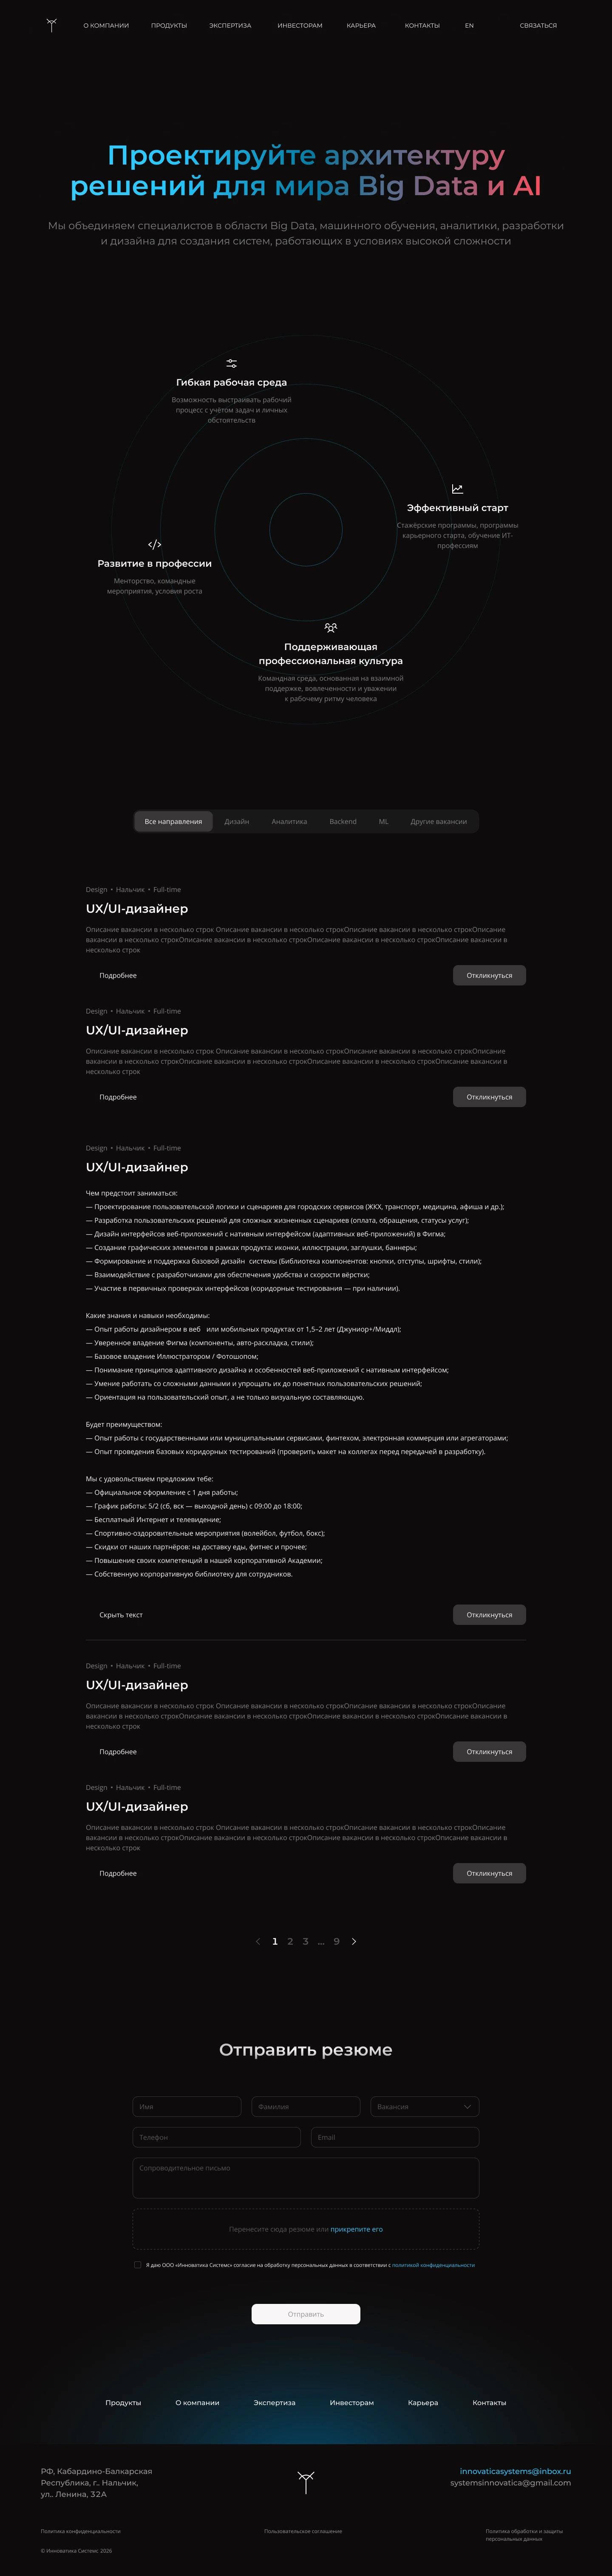 О КОМПАНИИ ПРОДУКТЫ ЭКСПЕРТИЗА ИНВЕСТОРАМ КАРЬЕРА КОНТАКТЫ EN СВЯЗАТЬСЯ
Проектируйте архитектуру
решений для мира Big Data и AI
Мы объединяем специалистов в области Big Data, машинного обучения, аналитики, разработки
и дизайна для создания систем, работающих в условиях высокой сложности
Гибкая рабочая среда
Возможность выстраивать рабочий
процесс с учётом задач и личных
обстоятельств
Эффективный старт
Стажёрские программы, программы
карьерного старта, обучение ИТ-
профессиям
Развитие в профессии
Менторство, командные
мероприятия, условия роста
Поддерживающая
профессиональная культура
Командная среда, основанная на взаимной
поддержке, вовлеченности и уважении
к рабочему ритму человека
Все направления Дизайн Аналитика Backend ML Другие вакансии
Design • Нальчик • Full-time
UX/UI-дизайнер
Описание вакансии в несколько строк Описание вакансии в несколько строкОписание вакансии в несколько строкОписание
вакансии в несколько строкОписание вакансии в несколько строкОписание вакансии в несколько строкОписание вакансии в
несколько строк
Подробнее Откликнуться
Design • Нальчик • Full-time
UX/UI-дизайнер
Описание вакансии в несколько строк Описание вакансии в несколько строкОписание вакансии в несколько строкОписание
вакансии в несколько строкОписание вакансии в несколько строкОписание вакансии в несколько строкОписание вакансии в
несколько строк
Подробнее Откликнуться
Design • Нальчик • Full-time
UX/UI-дизайнер
Чем предстоит заниматься:
— Проектирование пользовательской логики и сценариев для городских сервисов (ЖКХ, транспорт, медицина, афиша и др.);
— Разработка пользовательских решений для сложных жизненных сценариев (оплата, обращения, статусы услуг);
— Дизайн интерфейсов веб-приложений с нативным интерфейсом (адаптивных веб-приложений) в Фигма;
— Создание графических элементов в рамках продукта: иконки, иллюстрации, заглушки, баннеры;
— Формирование и поддержка базовой дизайн системы (Библиотека компонентов: кнопки, отступы, шрифты, стили);
— Взаимодействие с разработчиками для обеспечения удобства и скорости вёрстки;
— Участие в первичных проверках интерфейсов (коридорные тестирования — при наличии).
Какие знания и навыки необходимы:
— Опыт работы дизайнером в веб или мобильных продуктах от 1,5–2 лет (Джуниор+/Миддл);
— Уверенное владение Фигма (компоненты, авто-раскладка, стили);
— Базовое владение Иллюстратором / Фотошопом;
— Понимание принципов адаптивного дизайна и особенностей веб-приложений с нативным интерфейсом;
— Умение работать со сложными данными и упрощать их до понятных пользовательских решений;
— Ориентация на пользовательский опыт, а не только визуальную составляющую.
Будет преимуществом:
— Опыт работы с государственными или муниципальными сервисами, финтехом, электронная коммерция или агрегаторами;
— Опыт проведения базовых коридорных тестирований (проверить макет на коллегах перед передачей в разработку).
Мы с удовольствием предложим тебе:
— Официальное оформление с 1 дня работы;
— График работы: 5/2 (сб, вск — выходной день) с 09:00 до 18:00;
— Бесплатный Интернет и телевидение;
— Спортивно-оздоровительные мероприятия (волейбол, футбол, бокс);
— Скидки от наших партнёров: на доставку еды, фитнес и прочее;
— Повышение своих компетенций в нашей корпоративной Академии;
— Собственную корпоративную библиотеку для сотрудников.
Скрыть текст Откликнуться
Design • Нальчик • Full-time
UX/UI-дизайнер
Описание вакансии в несколько строк Описание вакансии в несколько строкОписание вакансии в несколько строкОписание
вакансии в несколько строкОписание вакансии в несколько строкОписание вакансии в несколько строкОписание вакансии в
несколько строк
Подробнее Откликнуться
Design • Нальчик • Full-time
UX/UI-дизайнер
Описание вакансии в несколько строк Описание вакансии в несколько строкОписание вакансии в несколько строкОписание
вакансии в несколько строкОписание вакансии в несколько строкОписание вакансии в несколько строкОписание вакансии в
несколько строк
Подробнее Откликнуться
1 2 3 ... 9
Отправить резюме
Имя Фамилия Вакансия
Телефон Email
Сопроводительное письмо
Перенесите сюда резюме или прикрепите его
Я даю ООО «Инноватика Системс» согласие на обработку персональных данных в соответствии с политикой конфиденциальности
Отправить
Продукты О компании Экспертиза Инвесторам Карьера Контакты
РФ, Кабардино-Балкарская
Республика, г.. Нальчик,
ул.. Ленина, 32А
innovaticasystems@inbox.ru
systemsinnovatica@gmail.com
Политика конфиденциальности Пользовательское соглашение Политика обработки и защиты
персональных данных
© Инноватика Системс 2026